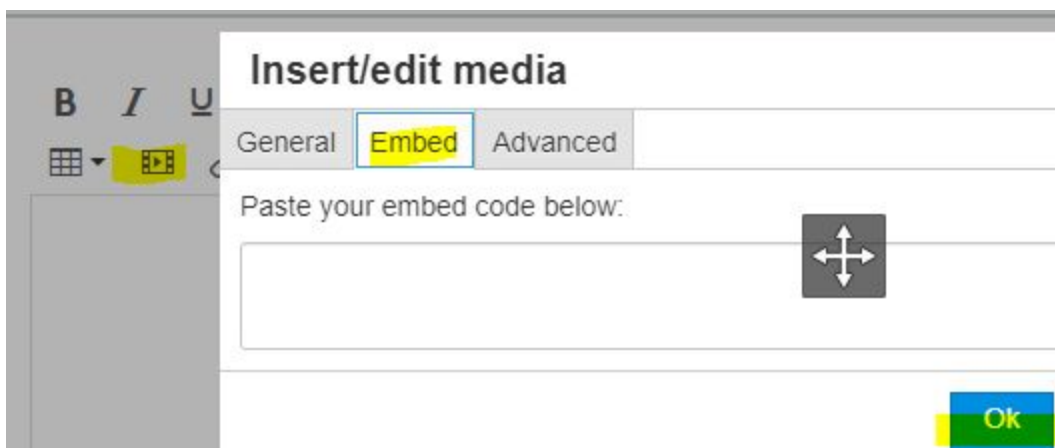 Insert/edit media
B I U
General Embed Advanced
Paste your embed code below:
Ok